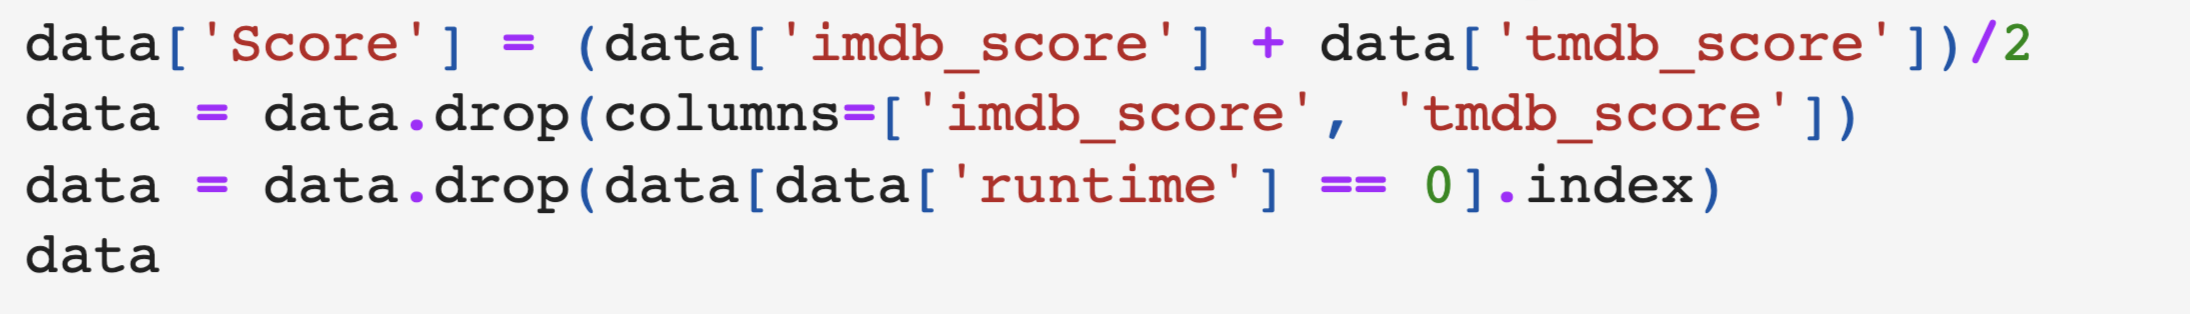 data['Score'] = (data['imdb_score'] + data['tmdb_score'])/2
data = data.drop(columns=['imdb_score', 'tmdb_score'])
data = data.drop(data[data['runtime'] == 0].index)
data